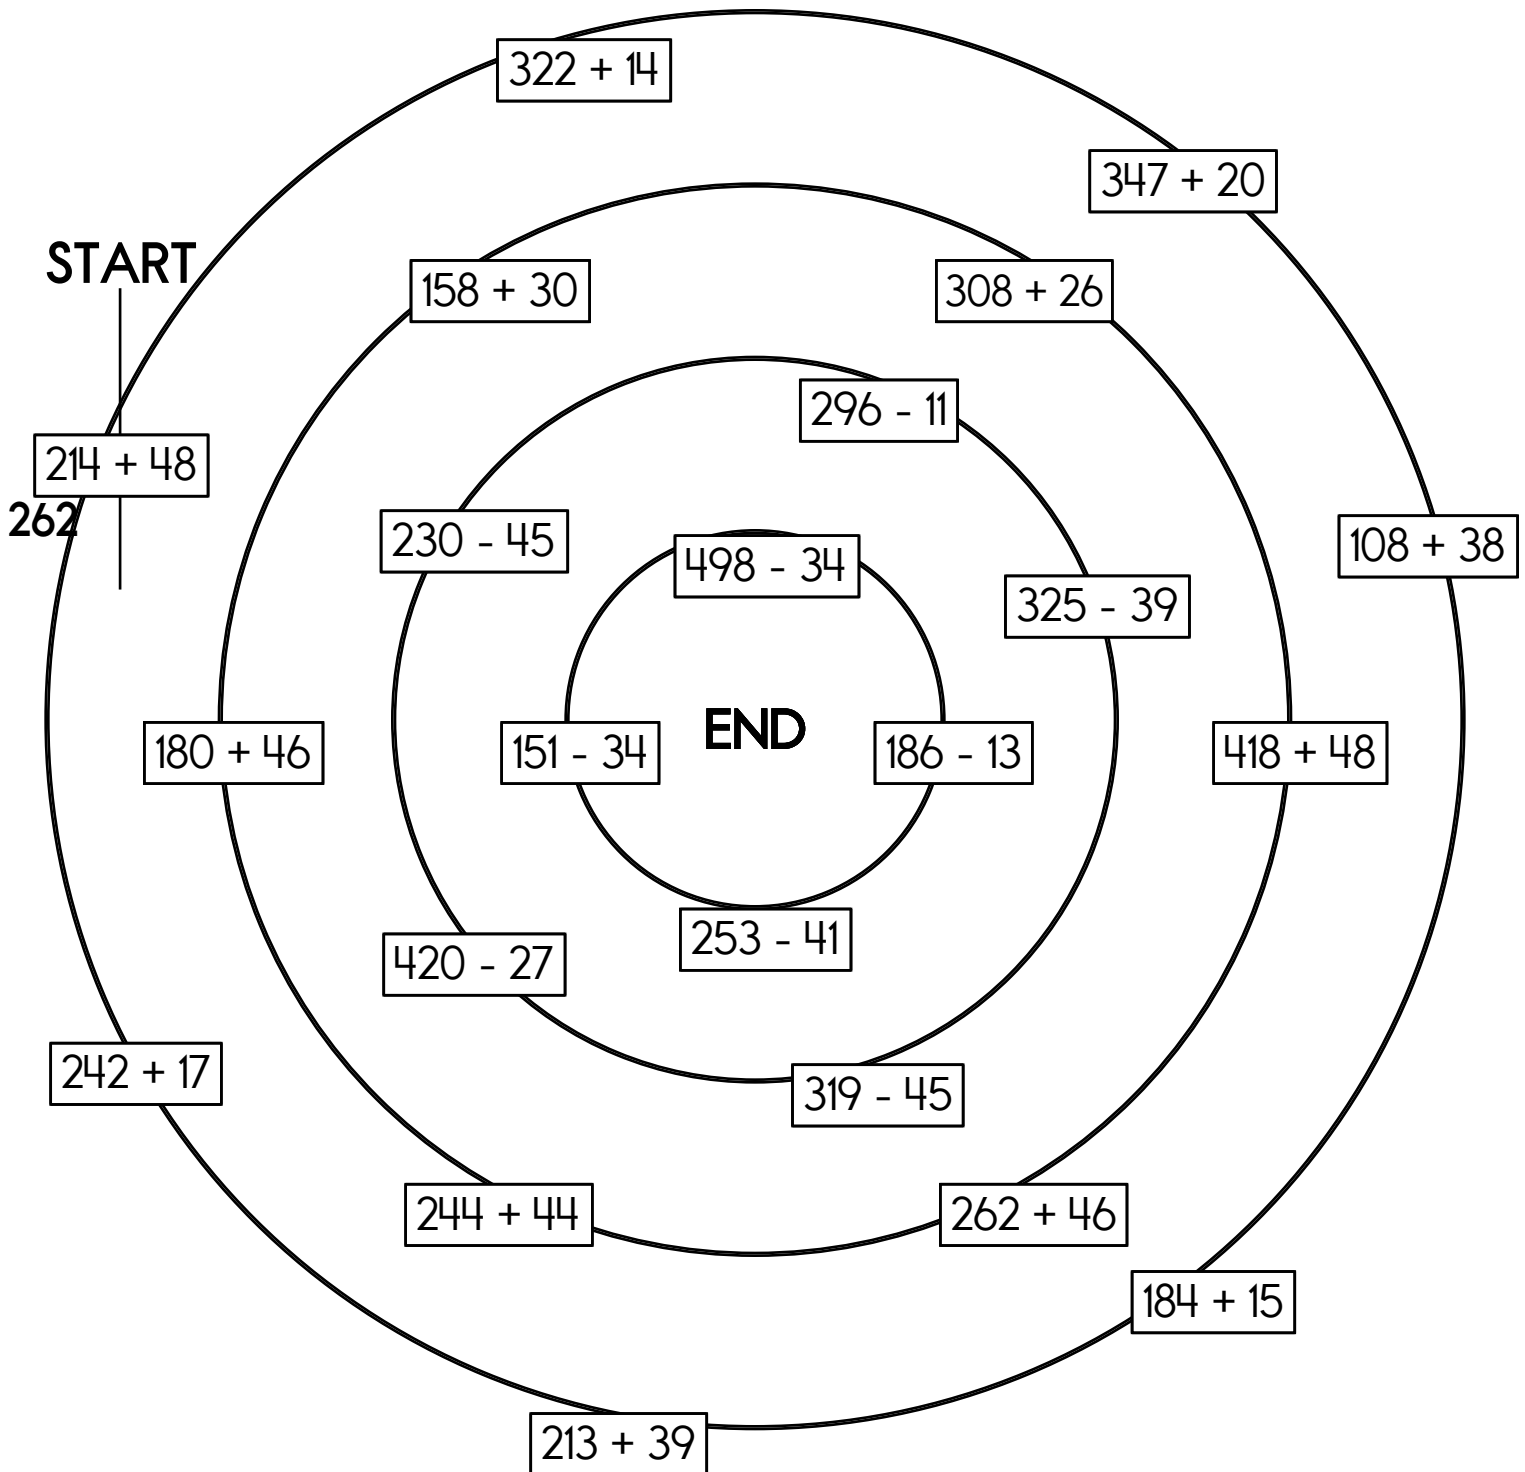 322 + 14
347 + 20
START
158 + 30
308 + 26
296 - 11
214 + 48
262
230 - 45
108 + 38
498 - 34
325 - 39
END
180 + 46
151 - 34
186 - 13
418 + 48
253 - 41
420 - 27
242 + 17
319 - 45
244 + 44
262 + 46
184 + 15
213 + 39